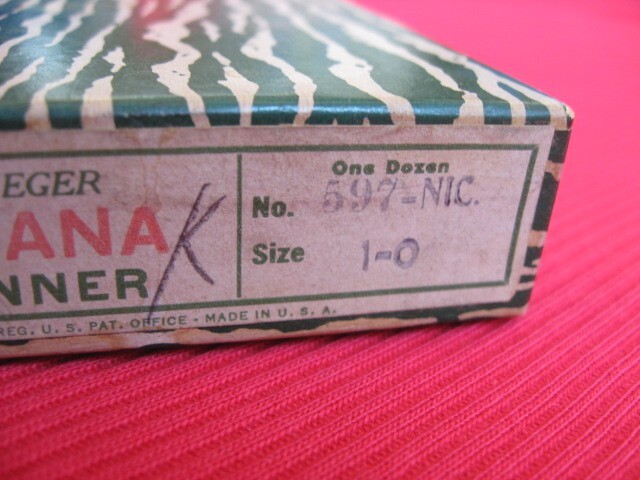 EGER
ANA K
NNER
REG. U. S. PAT. OFFICE - MADE IN U. S. A.
One Dozen
No. 597-NIC.
Size 1-0